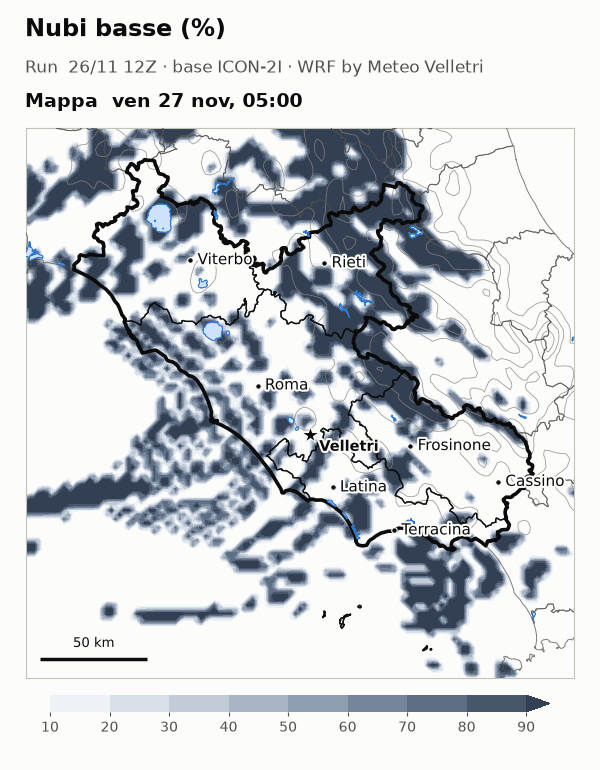 Nubi basse (%)
Run  26/11 12Z · base ICON-2I · WRF by Meteo Velletri
Mappa  ven 27 nov, 05:00
Viterbo
Rieti
Roma
Velletri
Frosinone
Latina
Cassino
Terracina
50 km
10 20 30 40 50 60 70 80 90